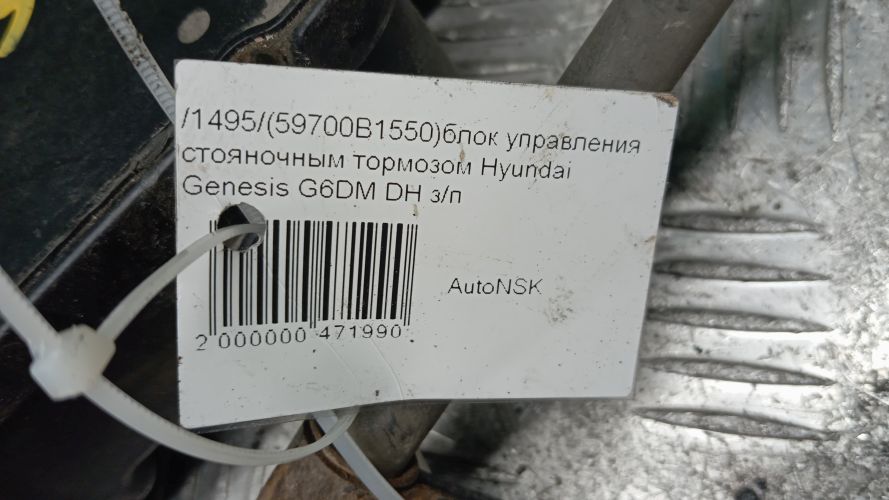 /1495/(59700B1550)блок управления
стояночным тормозом Hyundai
Genesis G6DM DH з/п
AutoNSK
2 000000 471990